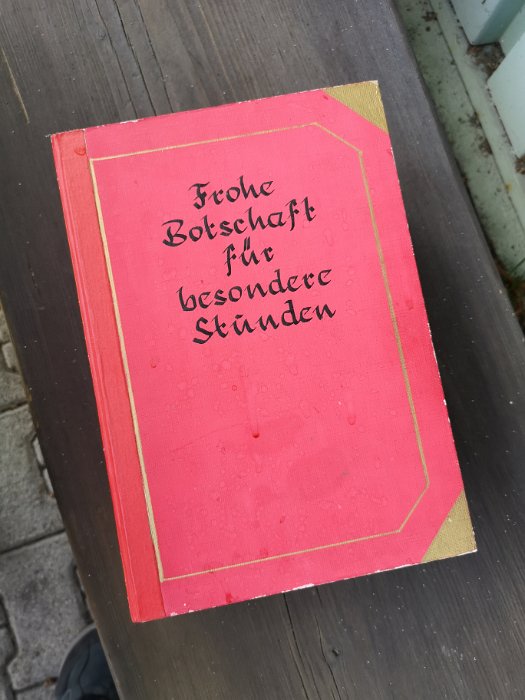 Frohe
Botschaft
für
besondere
Stunden